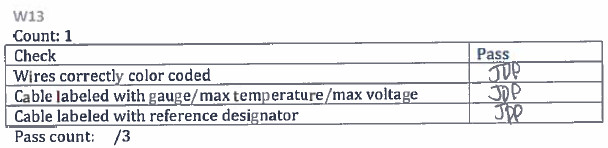 W13
Count: 1
Check Pass
Wires correctly color coded JDP
Cable labeled with gauge/max temperature/max voltage JDP
Cable labeled with reference designator JDP
Pass count: /3